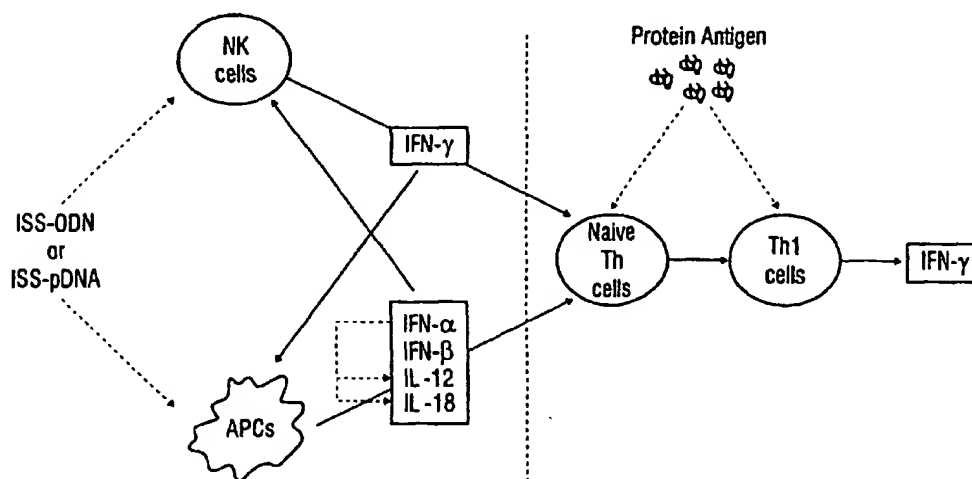 NK
cells
Protein Antigen
IFN-γ
ISS-ODN
or
ISS-pDNA
Naive
Th
cells
Th1
cells
IFN-γ
IFN-α
IFN-β
IL-12
IL-18
APCs